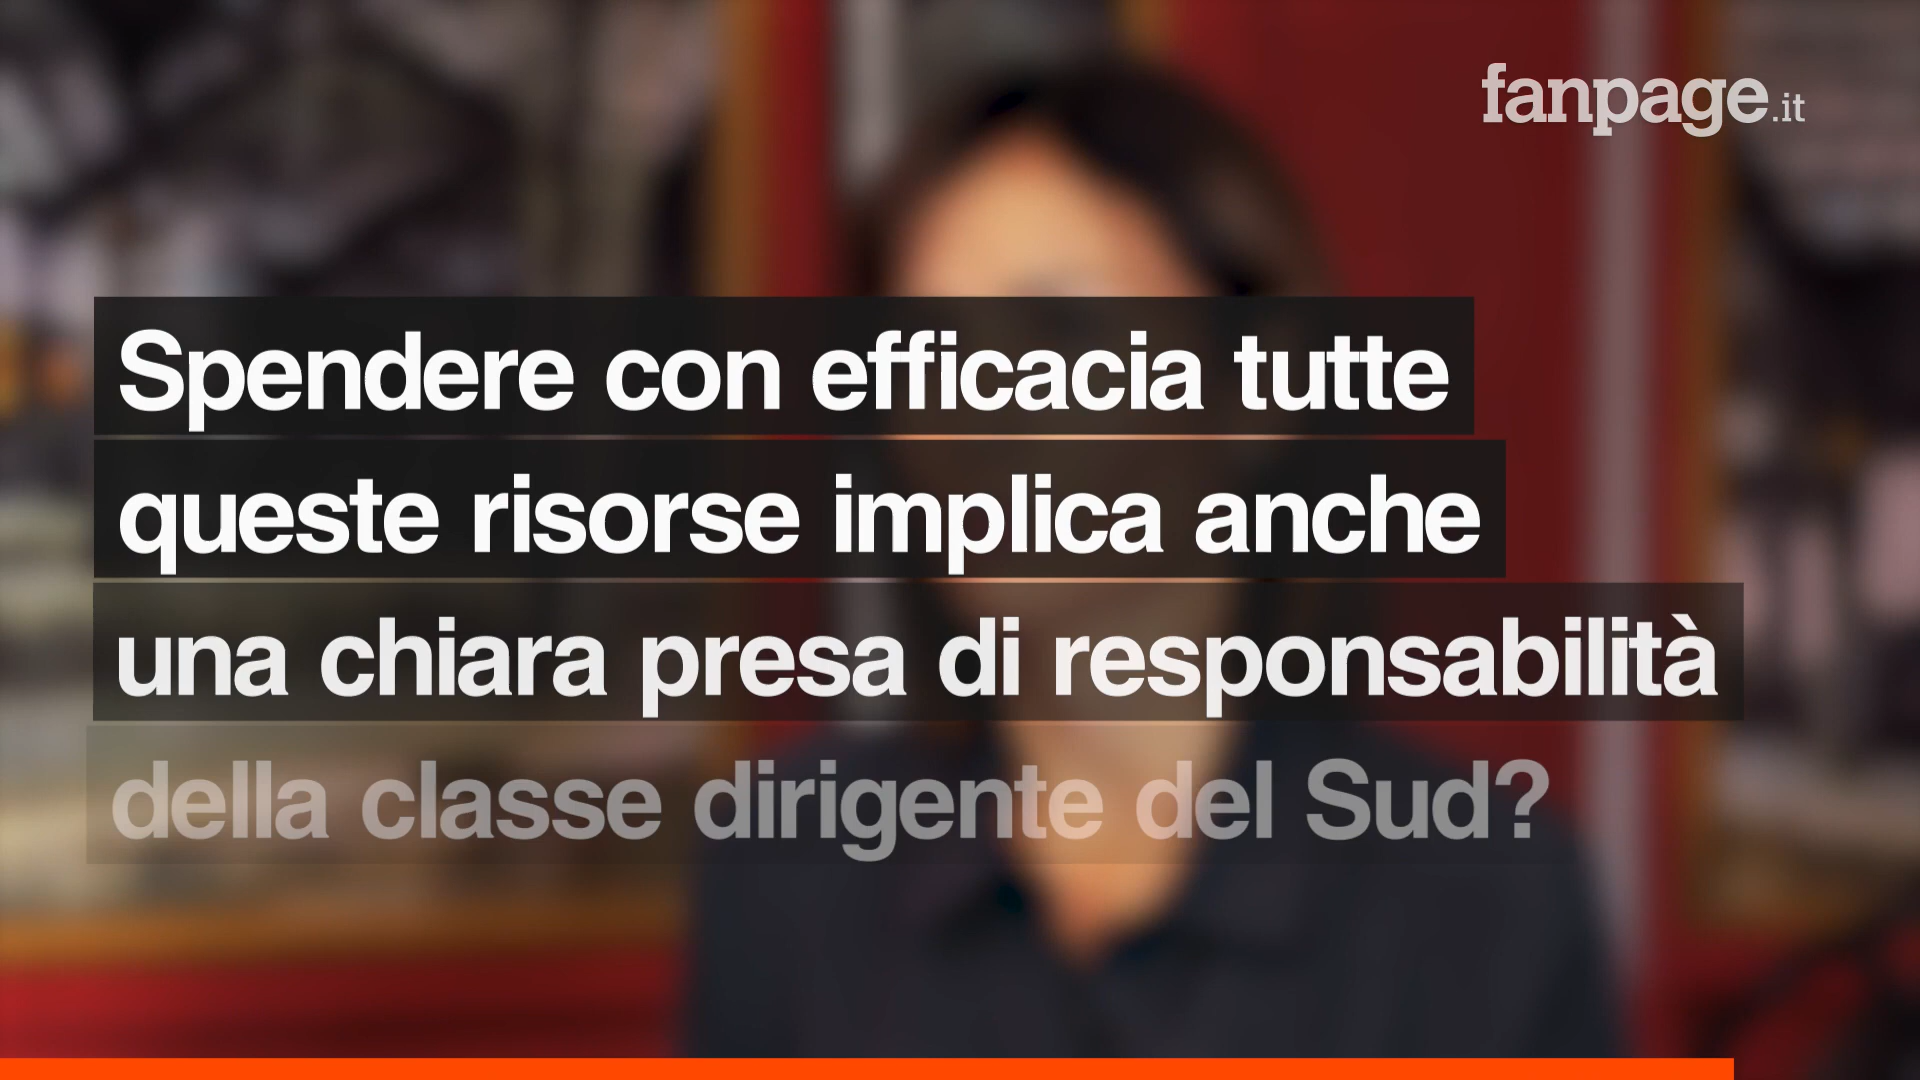 fanpage.it
Spendere con efficacia tutte
queste risorse implica anche
una chiara presa di responsabilità
della classe dirigente del Sud?